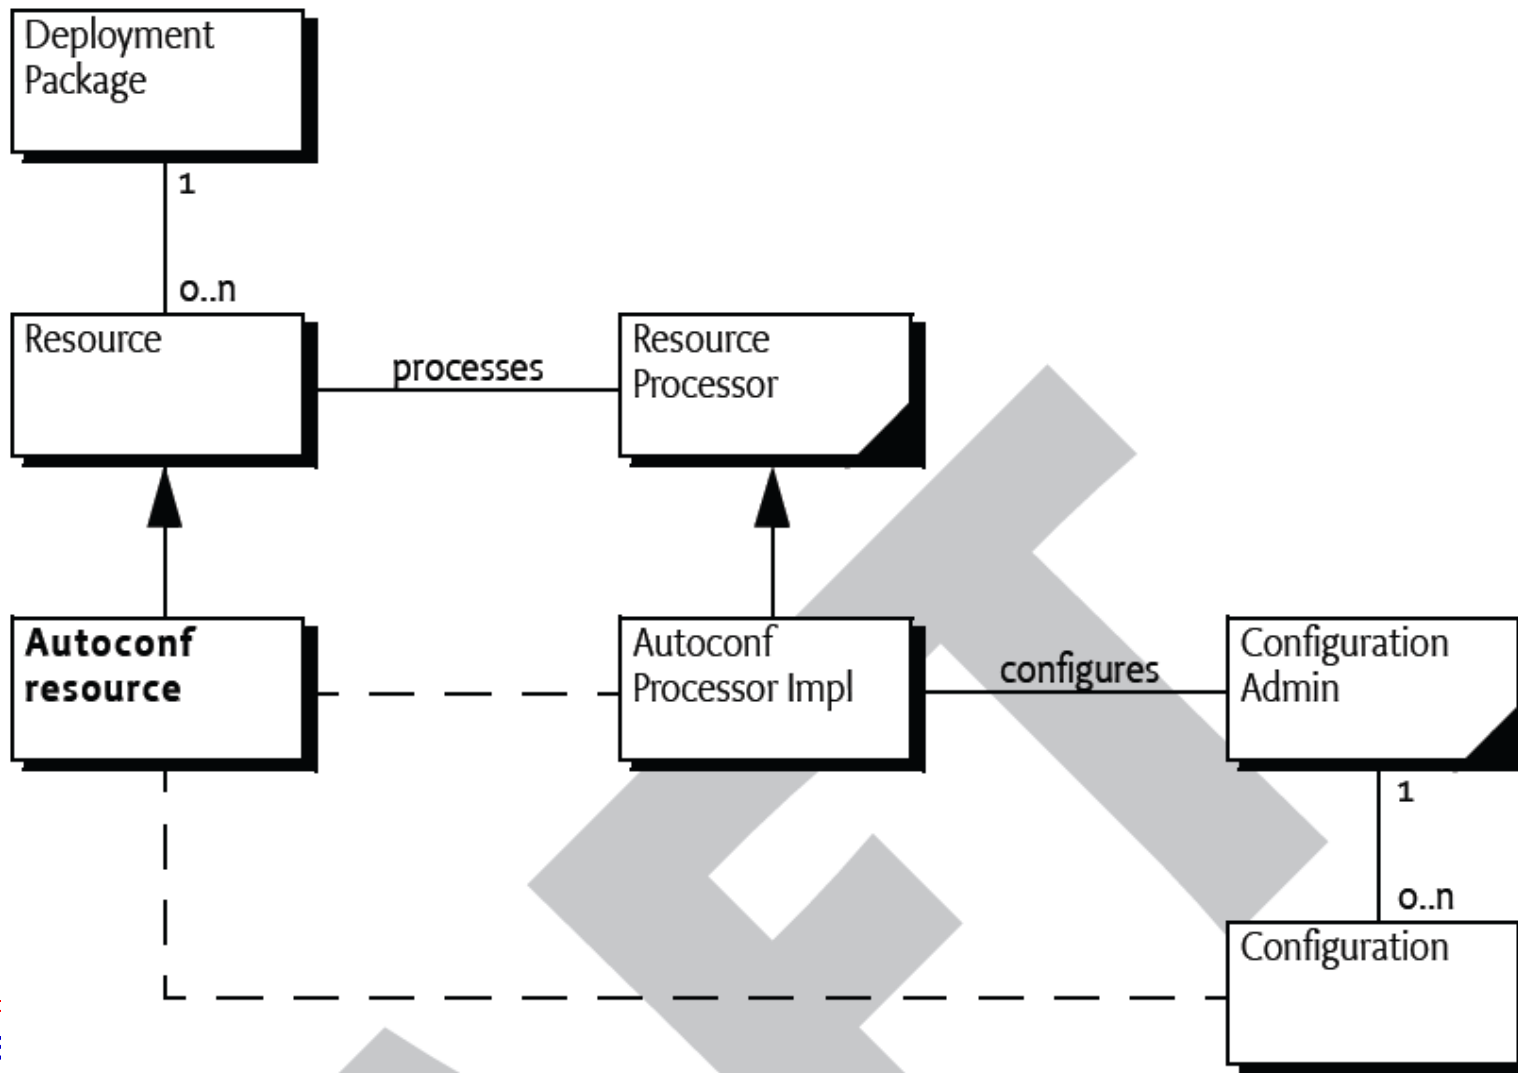 Deployment
Package
1
0..n
Resource
processes
Resource
Processor
Autoconf
resource
Autoconf
Processor Impl
configures
Configuration
Admin
1
0..n
Configuration